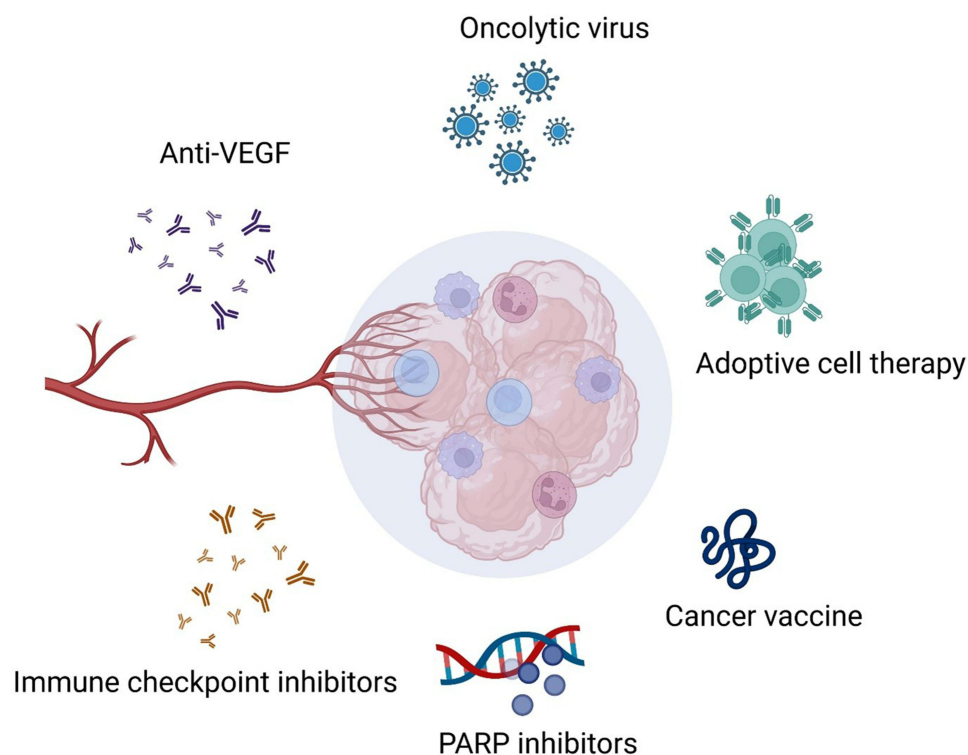 Oncolytic virus
Anti-VEGF
Adoptive cell therapy
Cancer vaccine
Immune checkpoint inhibitors
PARP inhibitors